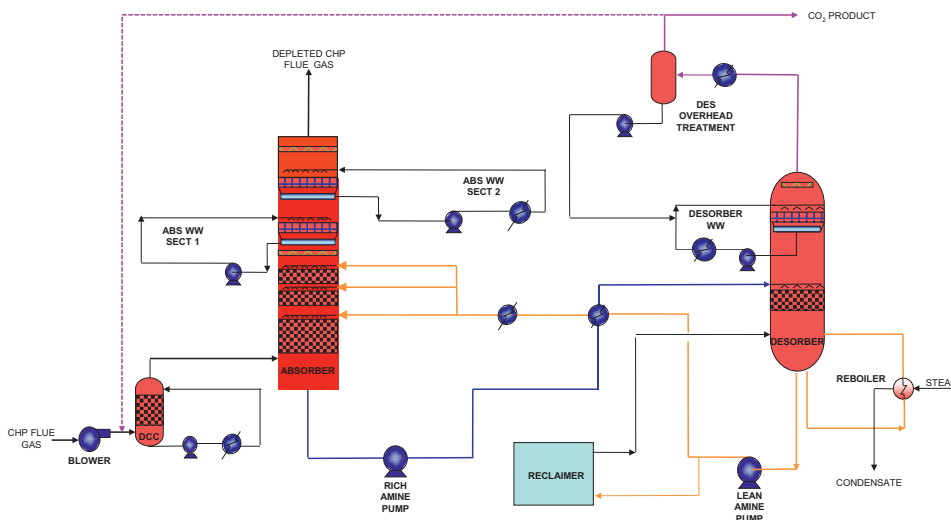 CO2 PRODUCT
DEPLETED CHP
FLUE GAS
DES
OVERHEAD
TREATMENT
ABS WW
SECT 2
ABS WW
SECT 1
DESORBER
WW
ABSORBER
DESORBER
REBOILER
STEA
DCC
CHP FLUE
GAS
BLOWER
RICH
AMINE
PUMP
RECLAIMER
LEAN
AMINE
PUMP
CONDENSATE